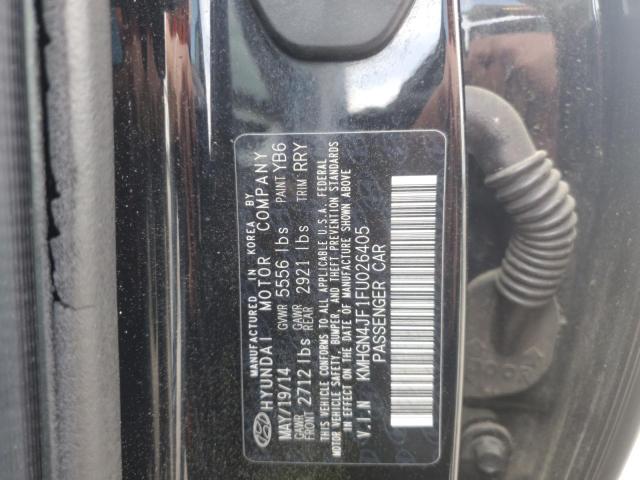 MANUFACTURED IN KOREA BY
HYUNDAI MOTOR COMPANY
MAY/19/14 GVWR 5556 lbs PAINT YB6
GAWR FRONT 2712 lbs GAWR REAR 2921 lbs TRIM RRY
THIS VEHICLE CONFORMS TO ALL APPLICABLE U.S.A. FEDERAL
MOTOR VEHICLE SAFETY, BUMPER, AND THEFT PREVENTION STANDARDS
IN EFFECT ON THE DATE OF MANUFACTURE SHOWN ABOVE
V.I.N KMHGN4JF1FU026405
PASSENGER CAR